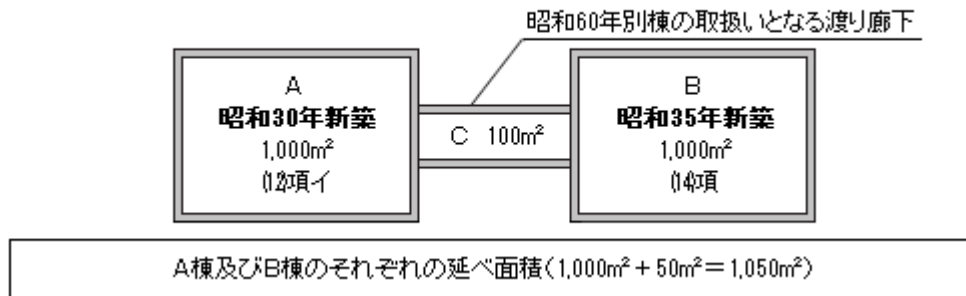 昭和60年別棟の取扱いとなる渡り廊下
A
昭和30年新築
1,000m²
(12)項イ
C 100m²
B
昭和35年新築
1,000m²
(14)項
A棟及びB棟のそれぞれの延べ面積(1,000m²+50m²=1,050m²)